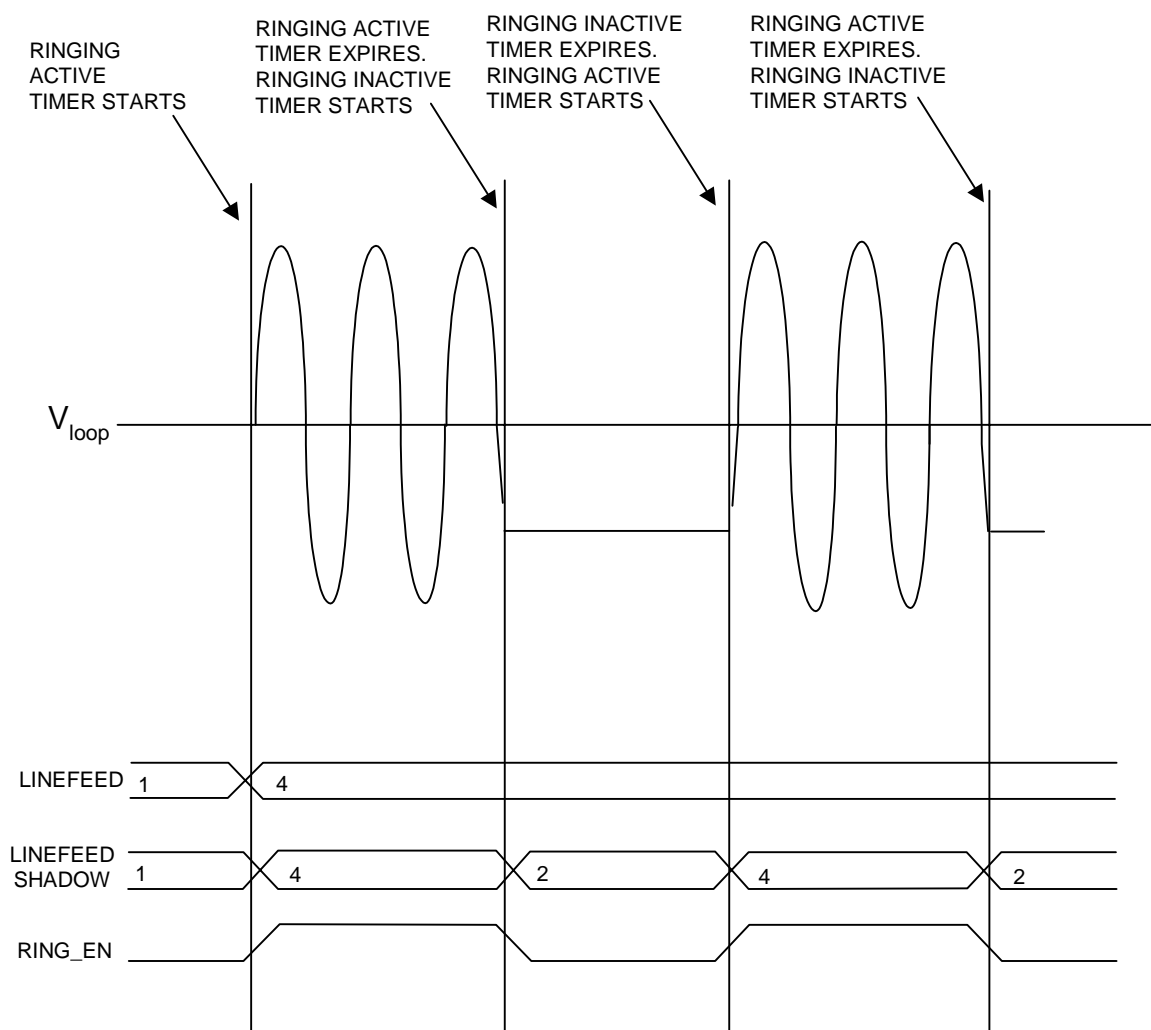 RINGING
ACTIVE
TIMER STARTS
RINGING ACTIVE
TIMER EXPIRES.
RINGING INACTIVE
TIMER STARTS
RINGING INACTIVE
TIMER EXPIRES.
RINGING ACTIVE
TIMER STARTS
RINGING ACTIVE
TIMER EXPIRES.
RINGING INACTIVE
TIMER STARTS
Vloop
LINEFEED 1 4
LINEFEED
SHADOW 1 4 2 4 2
RING_EN